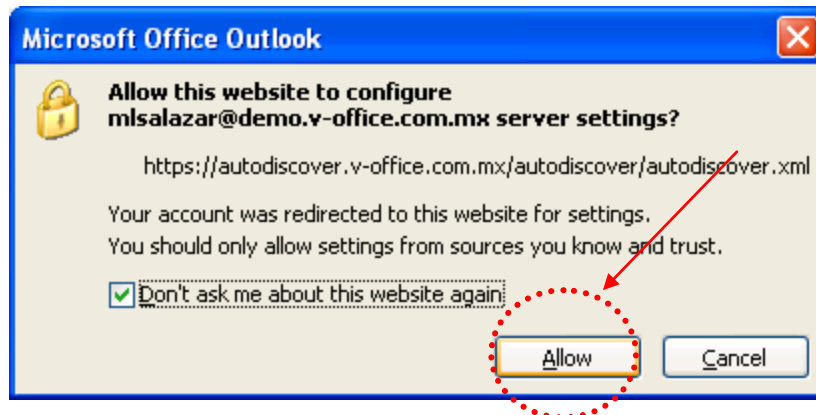 Microsoft Office Outlook
Allow this website to configure
mlsalazar@demo.v-office.com.mx server settings?
https://autodiscover.v-office.com.mx/autodiscover/autodiscover.xml
Your account was redirected to this website for settings.
You should only allow settings from sources you know and trust.
Don't ask me about this website again
Allow
Cancel